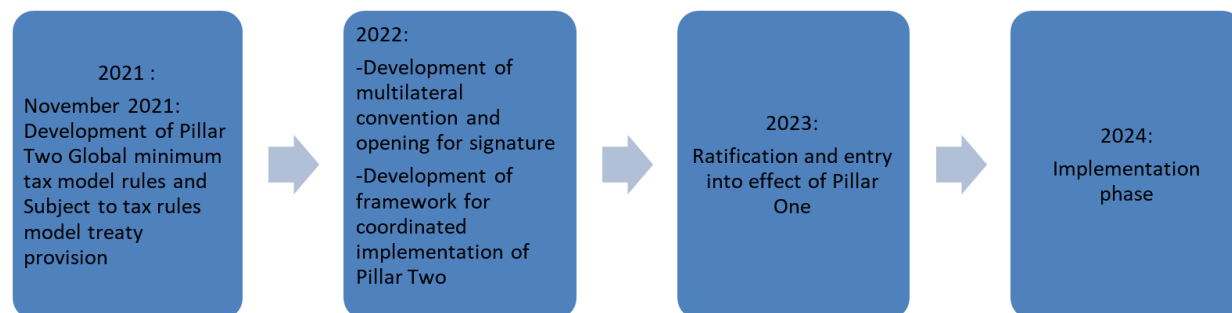 2021 :
November 2021:
Development of Pillar
Two Global minimum
tax model rules and
Subject to tax rules
model treaty
provision
2022:
-Development of
multilateral
convention and
opening for signature
-Development of
framework for
coordinated
implementation of
Pillar Two
2023:
Ratification and entry
into effect of Pillar
One
2024:
Implementation
phase